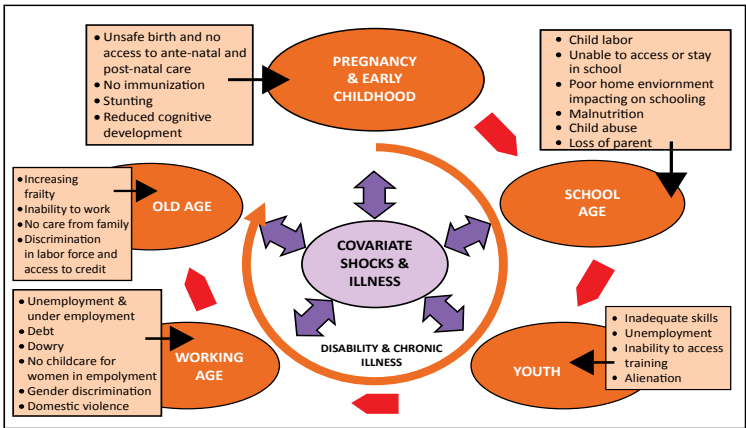 • Unsafe birth and no
access to ante-natal and
post-natal care
• No immunization
• Stunting
• Reduced cognitive
development
PREGNANCY
& EARLY
CHILDHOOD
• Child labor
• Unable to access or stay
in school
• Poor home enviornment
impacting on schooling
• Malnutrition
• Child abuse
• Loss of parent
• Increasing
frailty
• Inability to work
• No care from family
• Discrimination
in labor force and
access to credit
OLD AGE
SCHOOL
AGE
COVARIATE
SHOCKS &
ILLNESS
DISABILITY & CHRONIC
ILLNESS
• Unemployment &
under employment
• Debt
• Dowry
• No childcare for
women in empolyment
• Gender discrimination
• Domestic violence
WORKING
AGE
YOUTH
• Inadequate skills
• Unemployment
• Inability to access
training
• Alienation